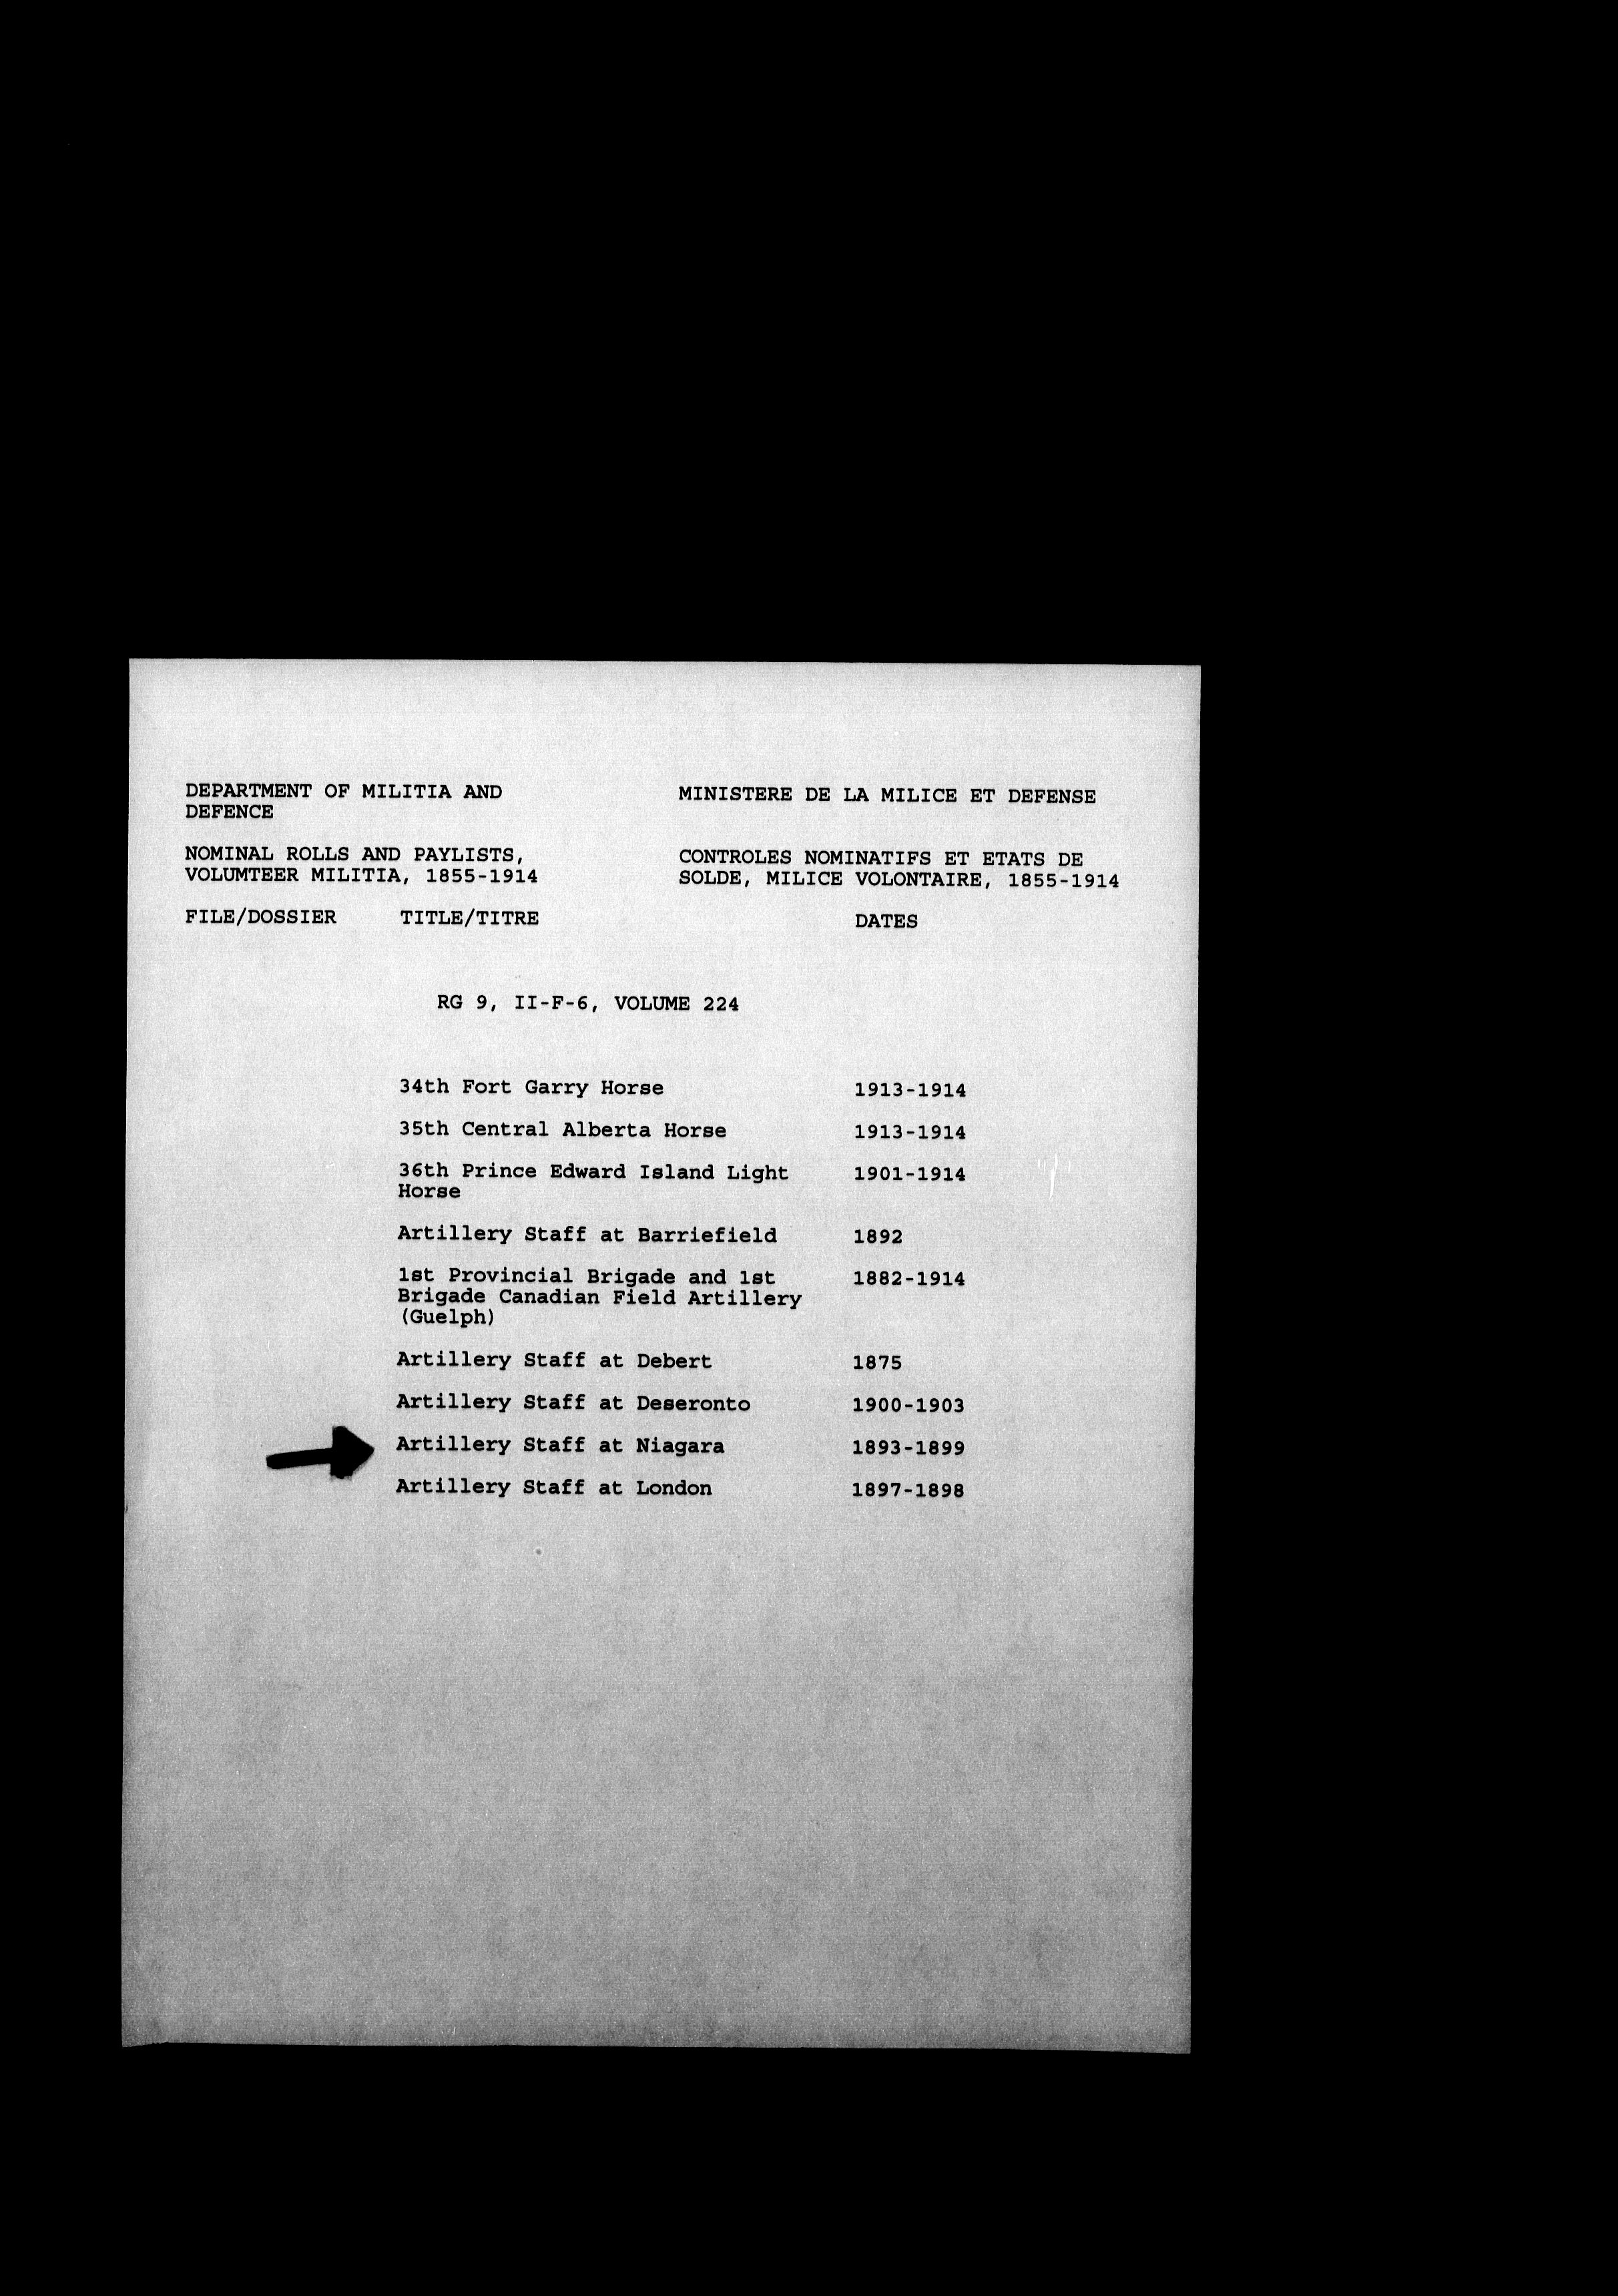 DEPARTMENT OF MILITIA AND
DEFENCE
MINISTERE DE LA MILICE ET DEFENSE
NOMINAL ROLLS AND PAYLISTS,
VOLUMTEER MILITIA, 1855-1914
CONTROLES NOMINATIFS ET ETATS DE
SOLDE, MILICE VOLONTAIRE, 1855-1914
FILE/DOSSIER TITLE/TITRE DATES
RG 9, II-F-6, VOLUME 224
34th Fort Garry Horse 1913-1914
35th Central Alberta Horse 1913-1914
36th Prince Edward Island Light 1901-1914
Horse
Artillery Staff at Barriefield 1892
1st Provincial Brigade and 1st 1882-1914
Brigade Canadian Field Artillery
(Guelph)
Artillery Staff at Debert 1875
Artillery Staff at Deseronto 1900-1903
Artillery Staff at Niagara 1893-1899
Artillery Staff at London 1897-1898